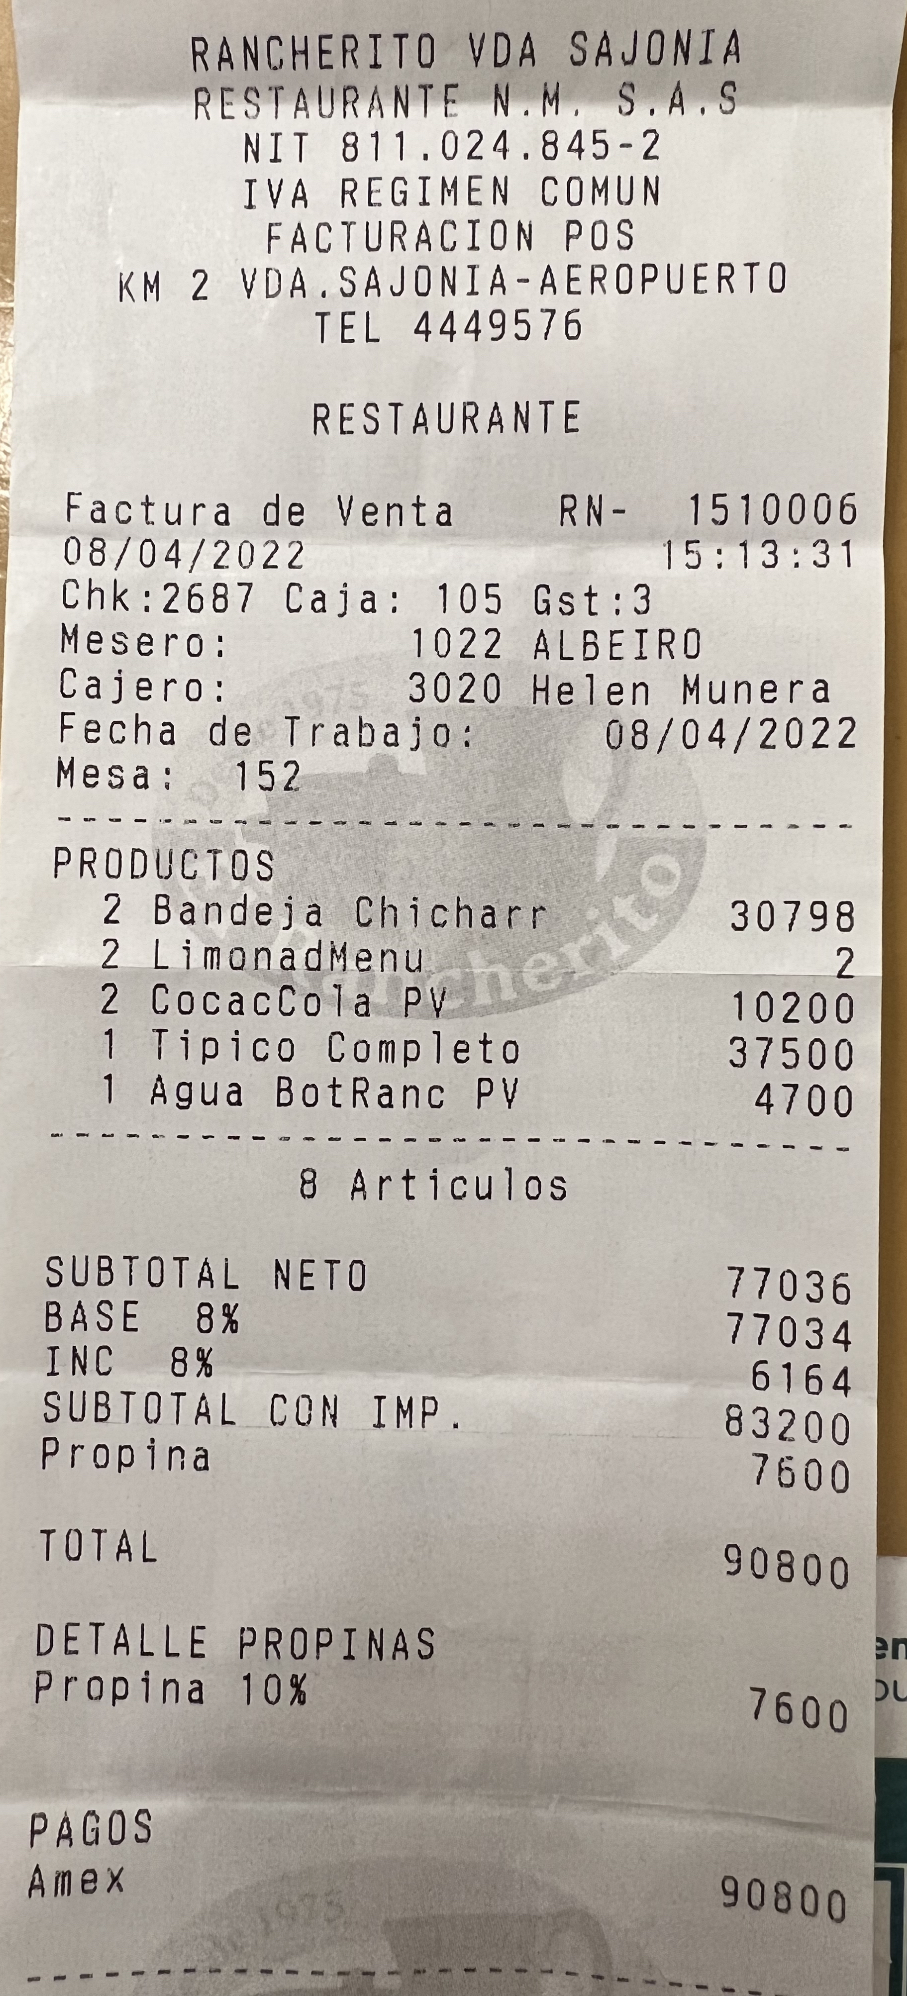 RANCHERITO VDA SAJONIA
RESTAURANTE N.M. S.A.S
NIT 811.024.845-2
IVA REGIMEN COMUN
FACTURACION POS
KM 2 VDA.SAJONIA-AEROPUERTO
TEL 4449576
RESTAURANTE
Factura de Venta RN- 1510006
08/04/2022 15:13:31
Chk:2687 Caja: 105 Gst:3
Mesero: 1022 ALBEIRO
Cajero: 3020 Helen Munera
Fecha de Trabajo: 08/04/2022
Mesa: 152
PRODUCTOS
2 Bandeja Chicharr 30798
2 LimonadMenu 2
2 CocacCola PV 10200
1 Tipico Completo 37500
1 Agua BotRanc PV 4700
8 Articulos
SUBTOTAL NETO 77036
BASE 8% 77034
INC 8% 6164
SUBTOTAL CON IMP. 83200
Propina 7600
TOTAL 90800
DETALLE PROPINAS
Propina 10% 7600
PAGOS
Amex 90800